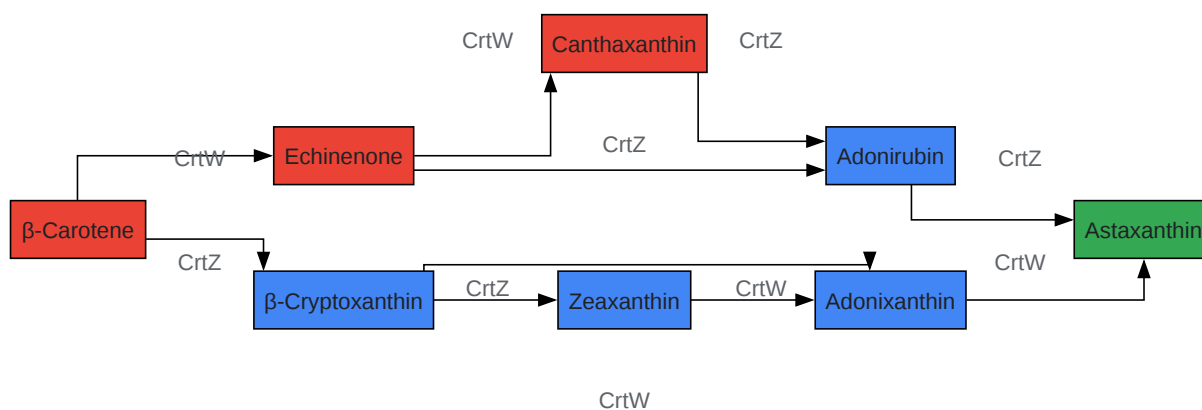 CrtW
Canthaxanthin
CrtZ
CrtW
Echinenone
CrtZ
Adonirubin
CrtZ
β-Carotene
Astaxanthin
CrtZ
CrtW
β-Cryptoxanthin
CrtZ
Zeaxanthin
CrtW
Adonixanthin
CrtW